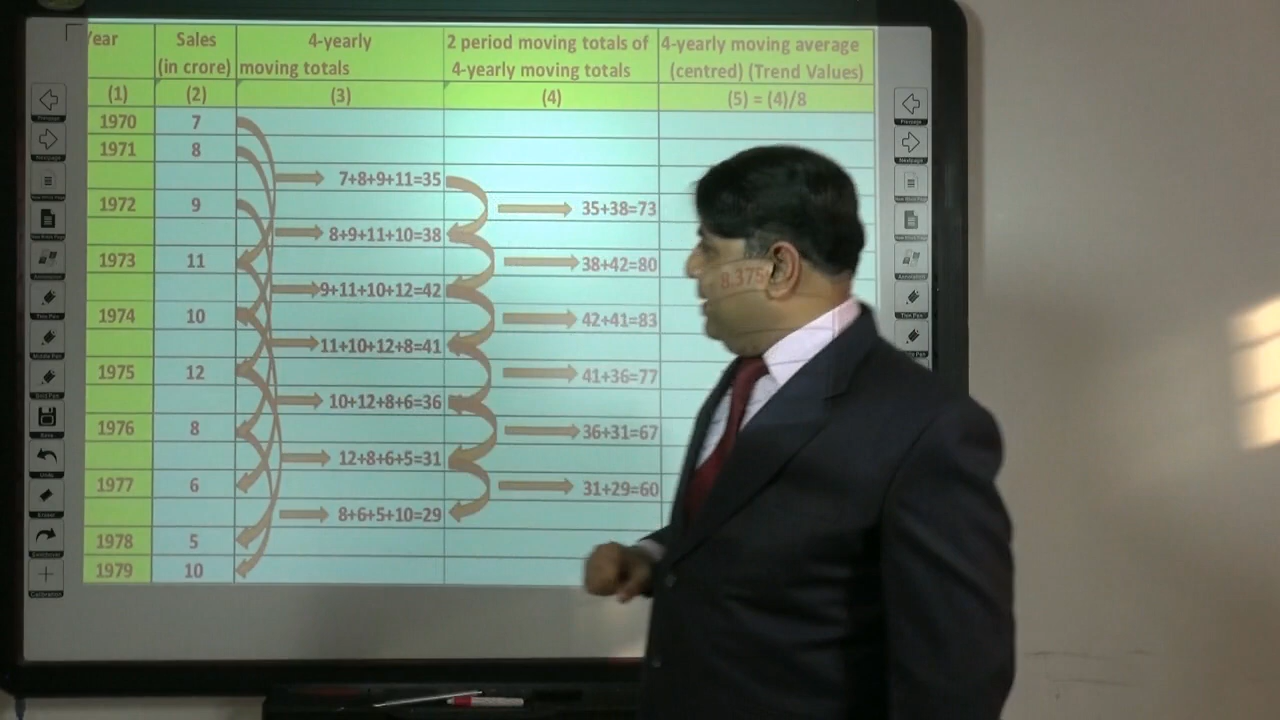 Year Sales 4-yearly 2 period moving totals of 4-yearly moving average
(in crore) moving totals 4-yearly moving totals (centred) (Trend Values)
(1) (2) (3) (4) (5) = (4)/8
1970 7
1971 8
7+8+9+11=35
1972 9 35+38=73
8+9+11+10=38
1973 11 38+42=80
8.375
9+11+10+12=42
1974 10 42+41=83
11+10+12+8=41
1975 12 41+36=77
10+12+8+6=36
1976 8 36+31=67
12+8+6+5=31
1977 6 31+29=60
8+6+5+10=29
1978 5
1979 10